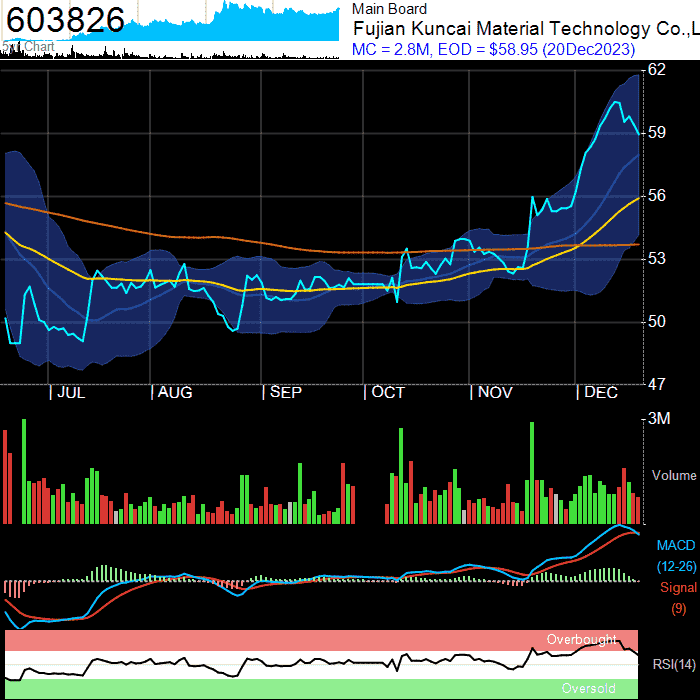 603826
Main Board
Fujian Kuncai Material Technology Co.,L
MC = 2.8M, EOD = $58.95 (20Dec2023)
Chart
62
59
56
53
50
47
| JUL | AUG | SEP | OCT | NOV | DEC
3M
Volume
MACD
(12-26)
Signal
(9)
Overbought
RSI(14)
Oversold